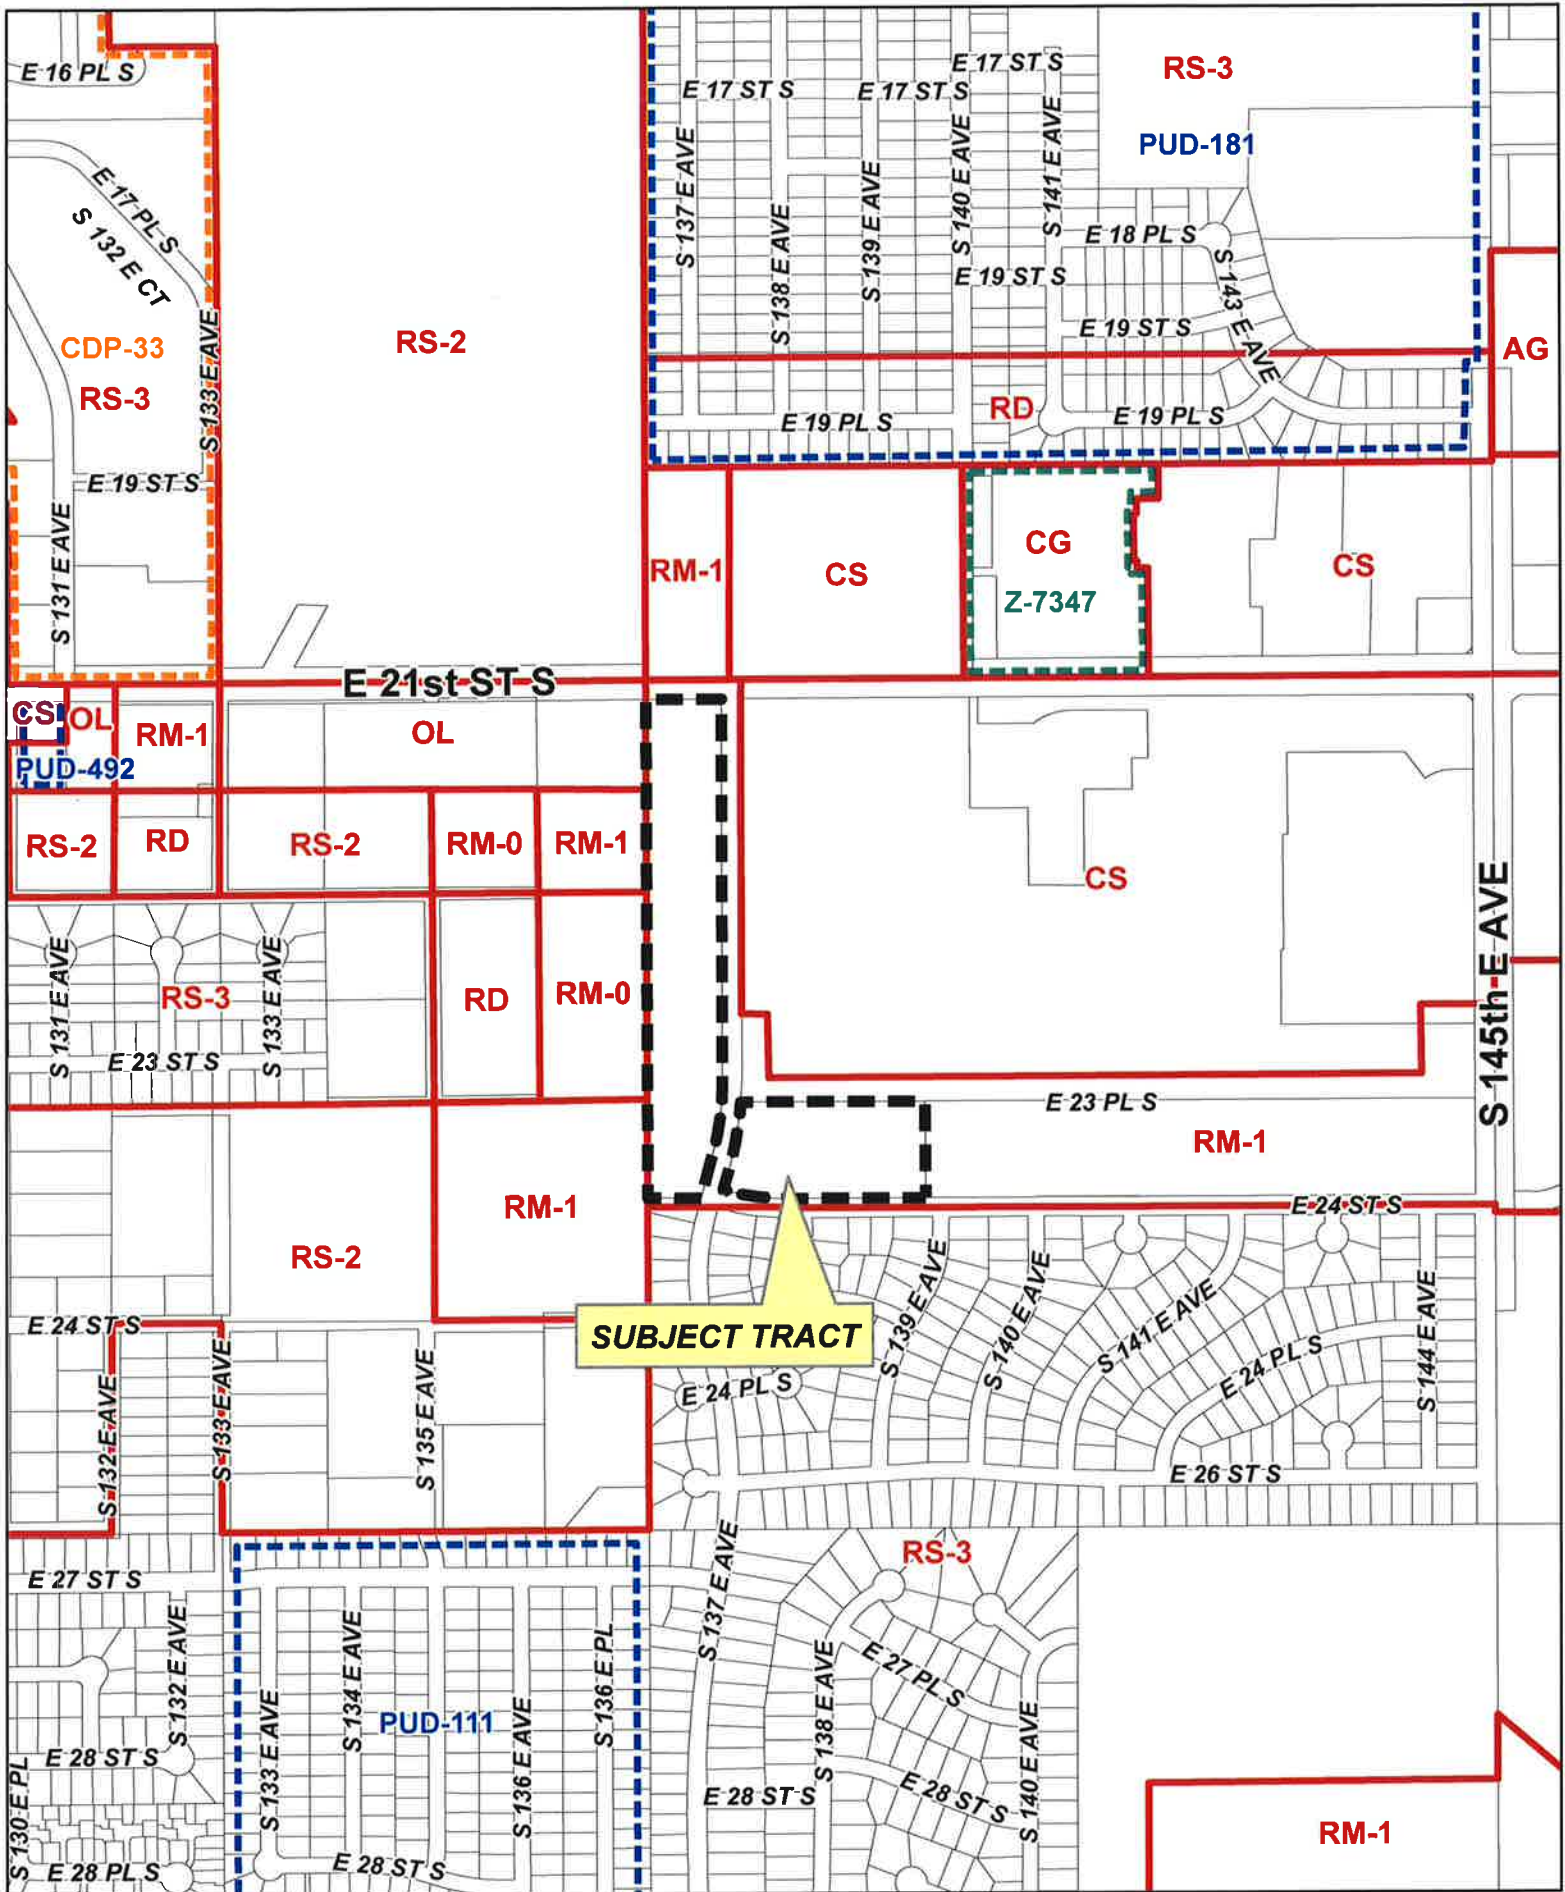 E 16 PL S
E 17 ST S
RS-3
E 17 ST S
E 17 ST S
PUD-181
E 17 PL S
S 132 E CT
S 137 E AVE
S 138 E AVE
S 139 E AVE
S 140 E AVE
S 141 E AVE
E 18 PL S
S 143 E AVE
E 19 ST S
E 19 ST S
CDP-33
RS-3
S 133 E AVE
RS-2
AG
RD
E 19 PL S
E 19 PL S
E 19 ST S
S 131 E AVE
RM-1
CS
CG
Z-7347
CS
E 21st ST S
CS
OL
RM-1
OL
PUD-492
RS-2
RD
RS-2
RM-0
RM-1
CS
S 145th E AVE
S 131 E AVE
RS-3
S 133 E AVE
RD
RM-0
E 23 ST S
E 23 PL S
RM-1
RM-1
E 24 ST S
RS-2
E 24 ST S
SUBJECT TRACT
S 139 E AVE
S 140 E AVE
S 141 E AVE
E 24 PL S
S 144 E AVE
E 24 PL S
S 132 E AVE
S 133 E AVE
S 135 E AVE
E 26 ST S
RS-3
E 27 ST S
S 137 E AVE
S 132 E AVE
S 134 E AVE
S 136 E PL
S 138 E AVE
E 27 PL S
PUD-111
S 133 E AVE
S 136 E AVE
S 140 E AVE
E 28 ST S
E 28 ST S
E 28 ST S
S 130 E PL
RM-1
E 28 PL S
E 28 ST S